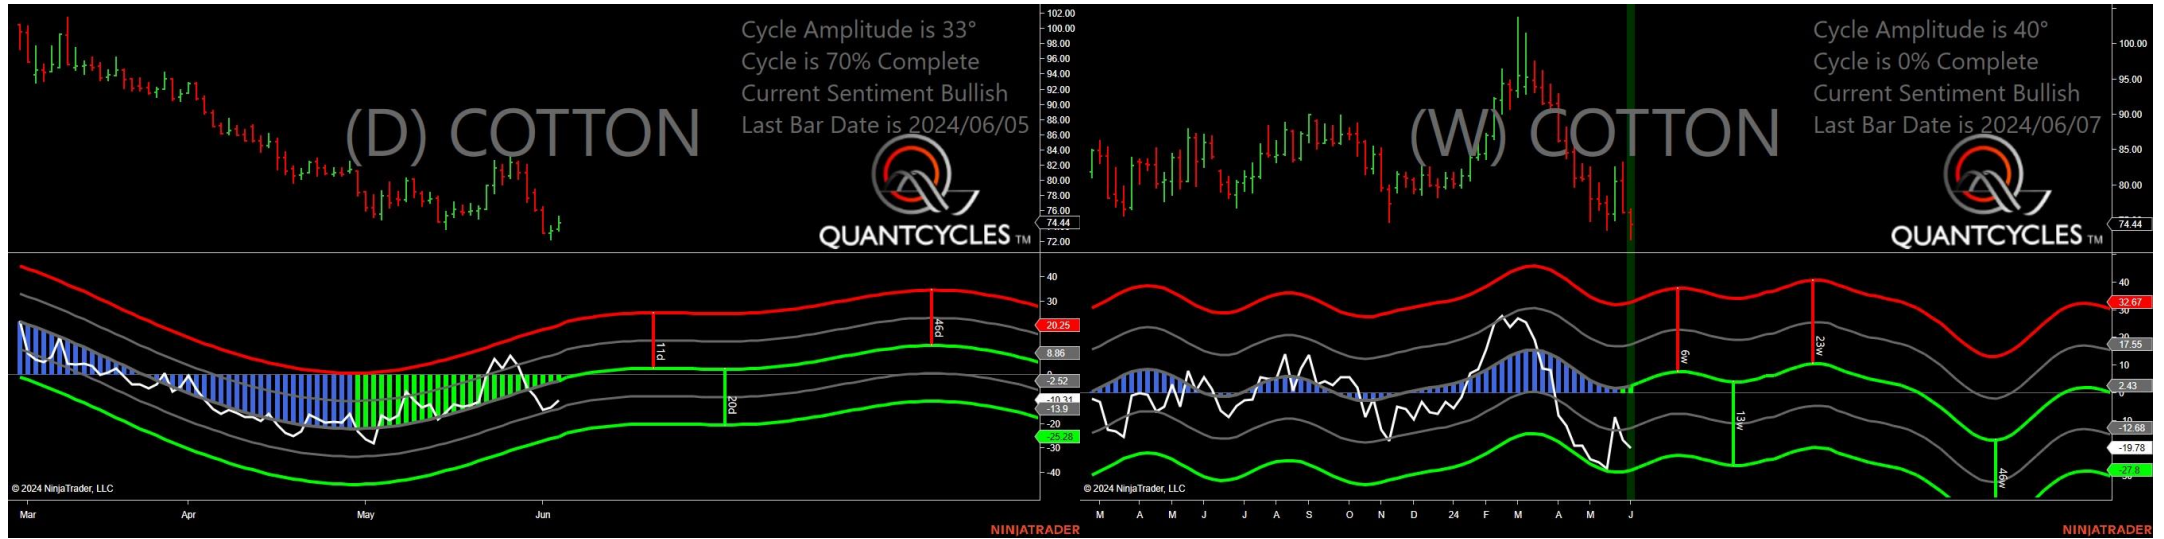 Cycle Amplitude is 33°
Cycle is 70% Complete
Current Sentiment Bullish
Last Bar Date is 2024/06/05
(D) COTTON
QUANTCYCLES TM
102.00
100.00
98.00
96.00
94.00
92.00
90.00
88.00
86.00
84.00
82.00
80.00
78.00
76.00
74.44
72.00
40
30
20.25
8.86
0
-2.52
-10.31
-13.9
-20
-25.28
-30
-40
11d
20d
46d
© 2024 NinjaTrader, LLC
Mar Apr May Jun
NINJATRADER
Cycle Amplitude is 40°
Cycle is 0% Complete
Current Sentiment Bullish
Last Bar Date is 2024/06/07
(W) COTTON
QUANTCYCLES TM
100.00
95.00
90.00
85.00
80.00
74.44
40
32.67
30
20
17.55
10
2.43
0
-10
-12.68
-19.78
-27.8
6w
13w
23w
46w
© 2024 NinjaTrader, LLC
M A M J J A S O N D 24 F M A M J
NINJATRADER